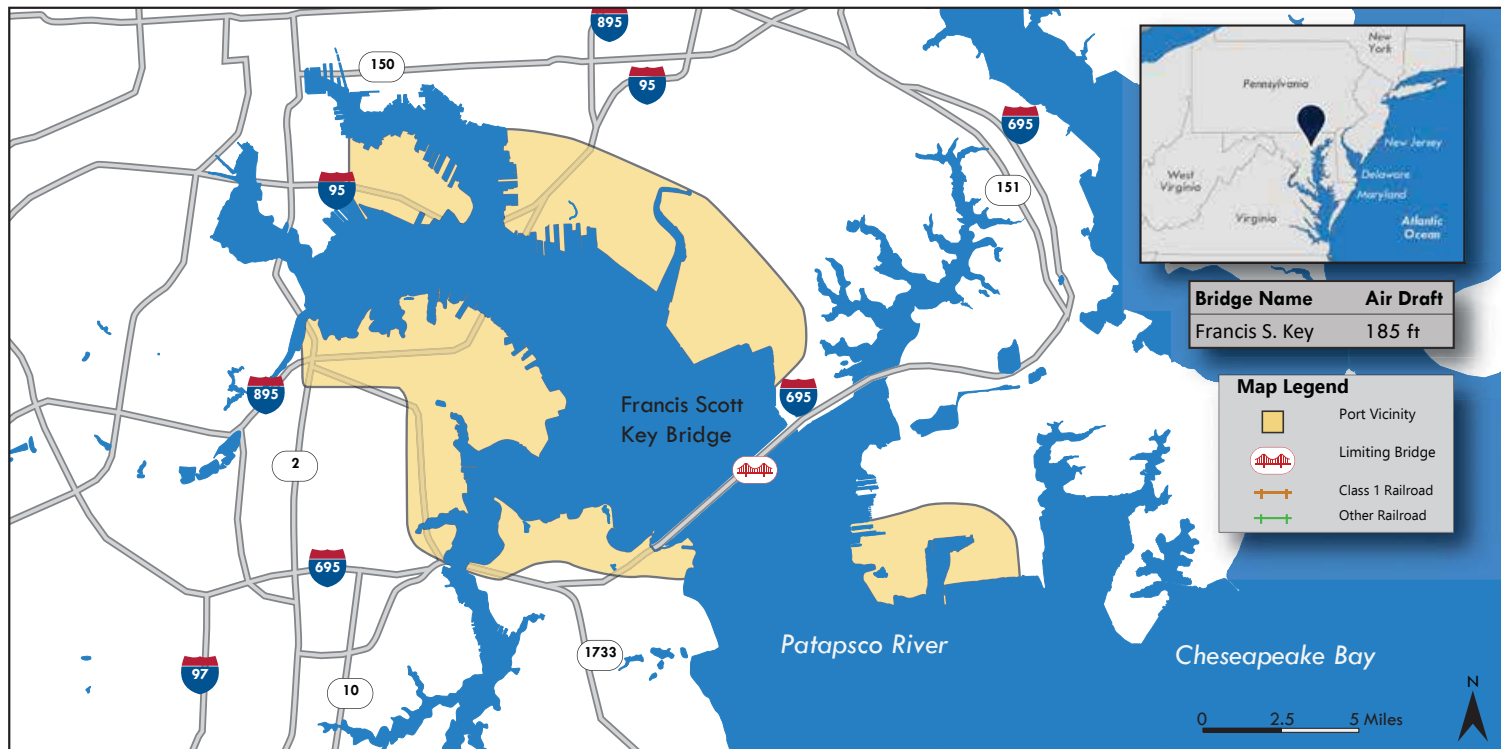 895
150
95
695
95
151
New
York
Pennsylvania
New Jersey
West
Virginia
Delaware
Maryland
Virginia
Atlantic
Ocean
Bridge Name Air Draft
Francis S. Key 185 ft
Map Legend
Port Vicinity
Limiting Bridge
Class 1 Railroad
Other Railroad
895
695
Francis Scott
Key Bridge
2
695
1733
97
10
Patapsco River
Cheseapeake Bay
N
0 2.5 5 Miles